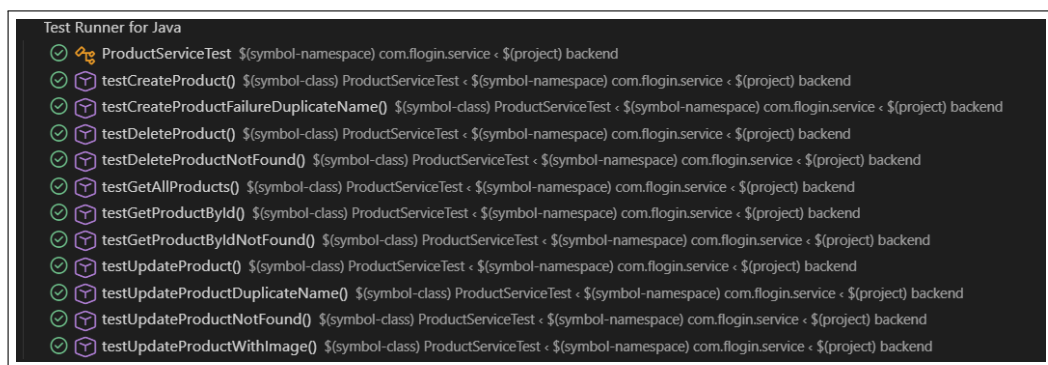 Test Runner for Java
ProductServiceTest $(symbol-namespace) com.flogin.service < $(project) backend
testCreateProduct() $(symbol-class) ProductServiceTest < $(symbol-namespace) com.flogin.service < $(project) backend
testCreateProductFailureDuplicateName() $(symbol-class) ProductServiceTest < $(symbol-namespace) com.flogin.service < $(project) backend
testDeleteProduct() $(symbol-class) ProductServiceTest < $(symbol-namespace) com.flogin.service < $(project) backend
testDeleteProductNotFound() $(symbol-class) ProductServiceTest < $(symbol-namespace) com.flogin.service < $(project) backend
testGetAllProducts() $(symbol-class) ProductServiceTest < $(symbol-namespace) com.flogin.service < $(project) backend
testGetProductById() $(symbol-class) ProductServiceTest < $(symbol-namespace) com.flogin.service < $(project) backend
testGetProductByIdNotFound() $(symbol-class) ProductServiceTest < $(symbol-namespace) com.flogin.service < $(project) backend
testUpdateProduct() $(symbol-class) ProductServiceTest < $(symbol-namespace) com.flogin.service < $(project) backend
testUpdateProductDuplicateName() $(symbol-class) ProductServiceTest < $(symbol-namespace) com.flogin.service < $(project) backend
testUpdateProductNotFound() $(symbol-class) ProductServiceTest < $(symbol-namespace) com.flogin.service < $(project) backend
testUpdateProductWithImage() $(symbol-class) ProductServiceTest < $(symbol-namespace) com.flogin.service < $(project) backend